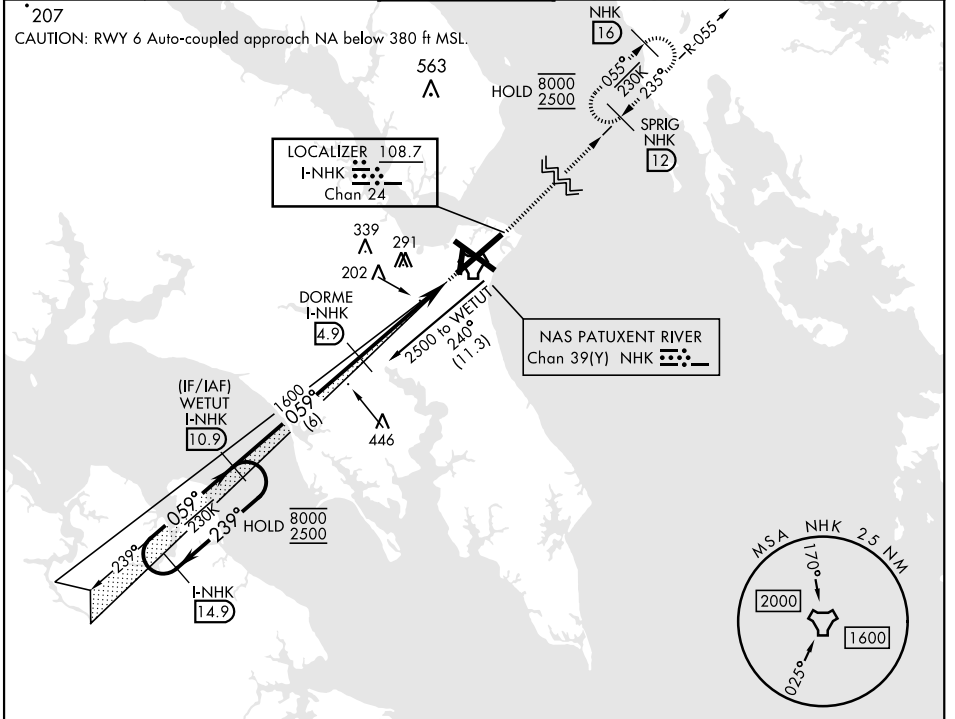 207
CAUTION: RWY 6 Auto-coupled approach NA below 380 ft MSL.
563
NHK
16
R-055
055°
230K
235°
HOLD 8000
2500
SPRIG
NHK
12
LOCALIZER 108.7
I-NHK
Chan 24
339
291
202
DORME
I-NHK
4.9
2500 to WETUT
240°
(11.3)
NAS PATUXENT RIVER
Chan 39(Y) NHK
(IF/IAF)
WETUT
I-NHK
10.9
1600
059°
(6)
446
059°
230K
239°
HOLD 8000
2500
239°
I-NHK
14.9
MSA NHK 25 NM
170°
2000
1600
025°